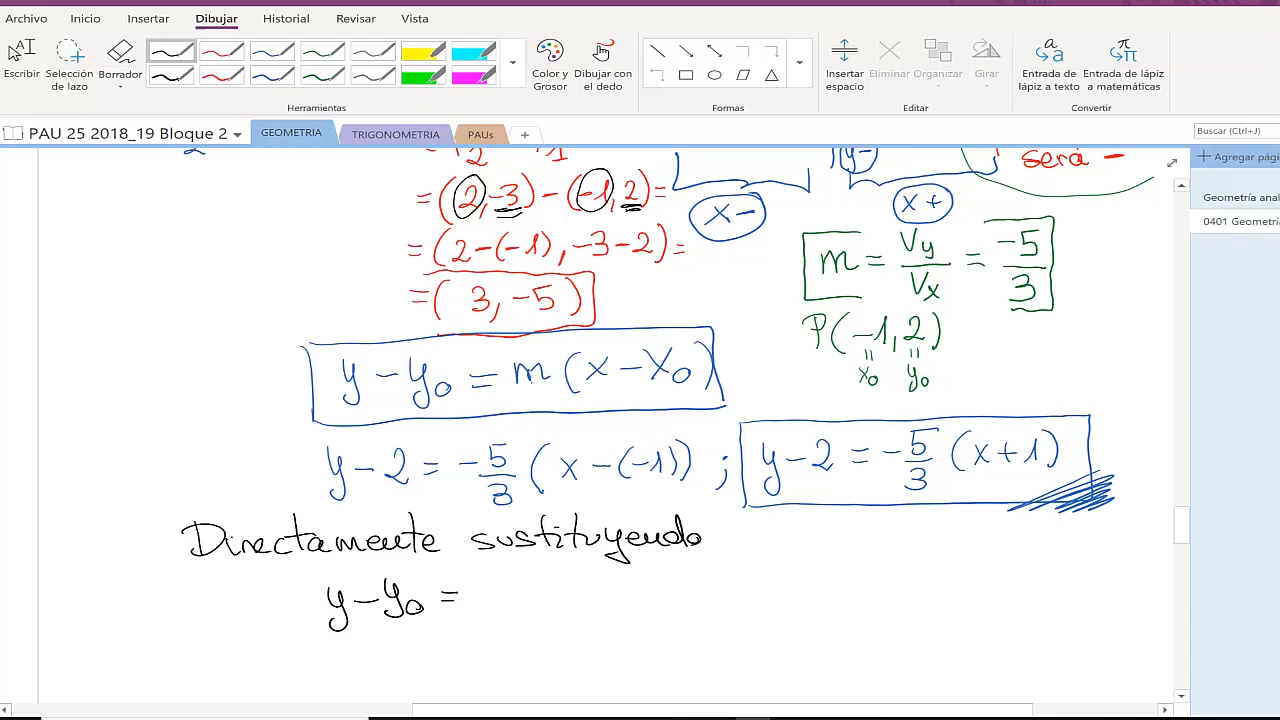 Archivo Inicio Insertar Dibujar Historial Revisar Vista
Escribir Selección de lazo Borrador Color y Grosor Dibujar con el dedo Insertar espacio Eliminar Organizar Girar Entrada de lápiz a texto Entrada de lápiz a matemáticas
Herramientas Formas Editar Convertir
PAU 25 2018_19 Bloque 2 GEOMETRIA TRIGONOMETRIA PAUs + Buscar (Ctrl+J)
+ Agregar pági
Geometría anal
0401 Geometrí
será -
=(2,-3)-(-1,2)=
x- x+
=(2-(-1),-3-2)=
m = Vy/Vx = -5/3
=(3,-5)
P(-1,2)
x₀ y₀
y-y₀ = m(x-x₀)
y-2 = -5/3 (x-(-1)) ; y-2 = -5/3 (x+1)
Directamente sustituyendo
y-y₀ =